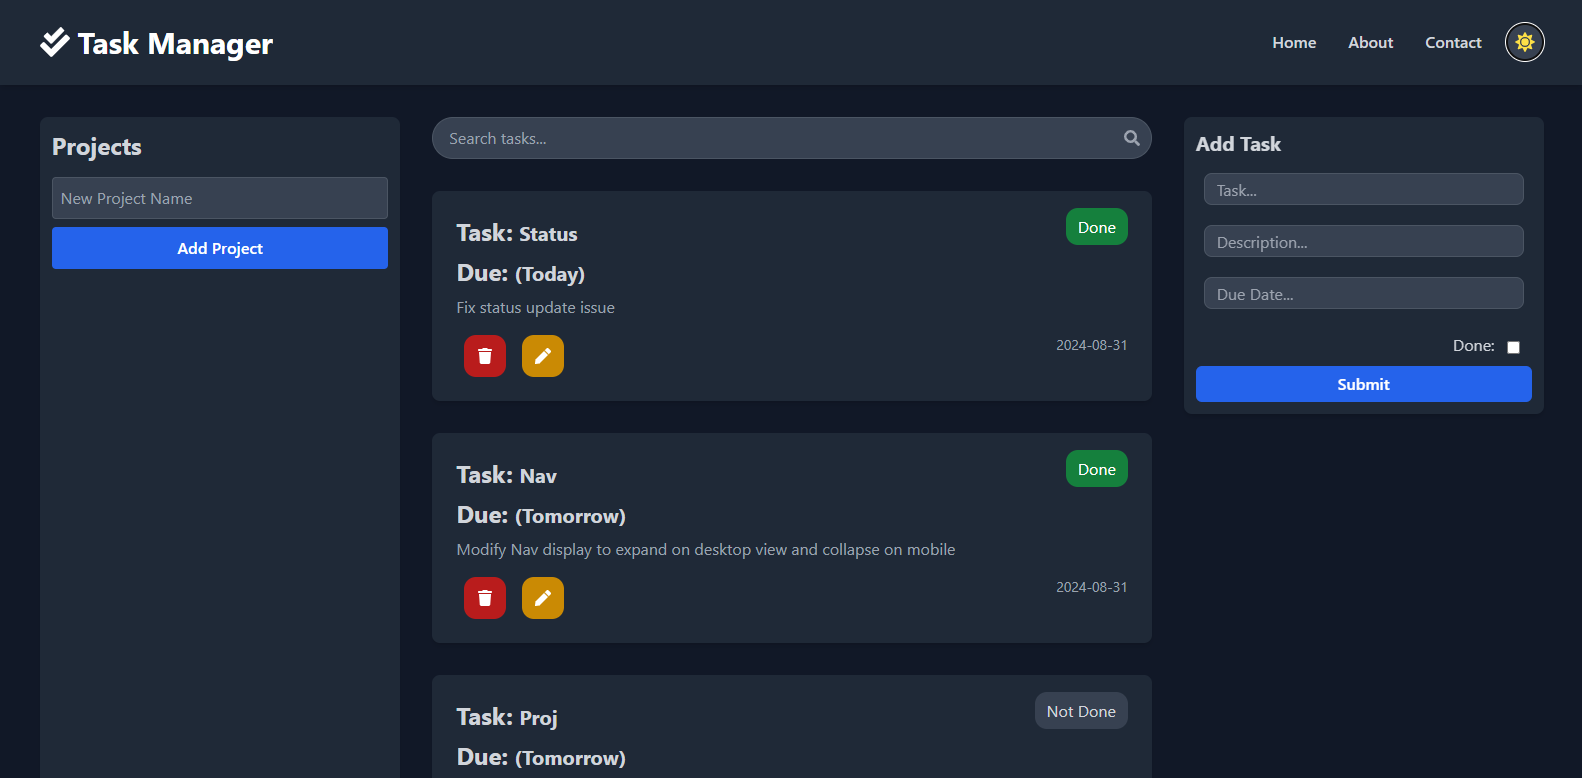 Task Manager
Home
About
Contact
Projects
New Project Name
Add Project
Search tasks...
Task: Status
Done
Due: (Today)
Fix status update issue
2024-08-31
Task: Nav
Done
Due: (Tomorrow)
Modify Nav display to expand on desktop view and collapse on mobile
2024-08-31
Task: Proj
Not Done
Due: (Tomorrow)
Add Task
Task...
Description...
Due Date...
Done:
Submit